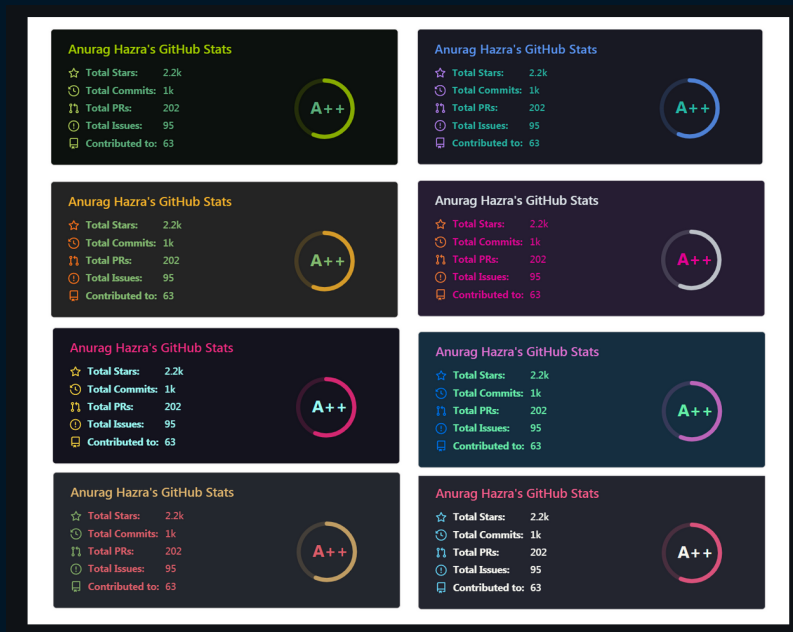 Anurag Hazra's GitHub Stats
Total Stars: 2.2k
Total Commits: 1k
Total PRs: 202
Total Issues: 95
Contributed to: 63
A++
Anurag Hazra's GitHub Stats
Total Stars: 2.2k
Total Commits: 1k
Total PRs: 202
Total Issues: 95
Contributed to: 63
A++
Anurag Hazra's GitHub Stats
Total Stars: 2.2k
Total Commits: 1k
Total PRs: 202
Total Issues: 95
Contributed to: 63
A++
Anurag Hazra's GitHub Stats
Total Stars: 2.2k
Total Commits: 1k
Total PRs: 202
Total Issues: 95
Contributed to: 63
A++
Anurag Hazra's GitHub Stats
Total Stars: 2.2k
Total Commits: 1k
Total PRs: 202
Total Issues: 95
Contributed to: 63
A++
Anurag Hazra's GitHub Stats
Total Stars: 2.2k
Total Commits: 1k
Total PRs: 202
Total Issues: 95
Contributed to: 63
A++
Anurag Hazra's GitHub Stats
Total Stars: 2.2k
Total Commits: 1k
Total PRs: 202
Total Issues: 95
Contributed to: 63
A++
Anurag Hazra's GitHub Stats
Total Stars: 2.2k
Total Commits: 1k
Total PRs: 202
Total Issues: 95
Contributed to: 63
A++